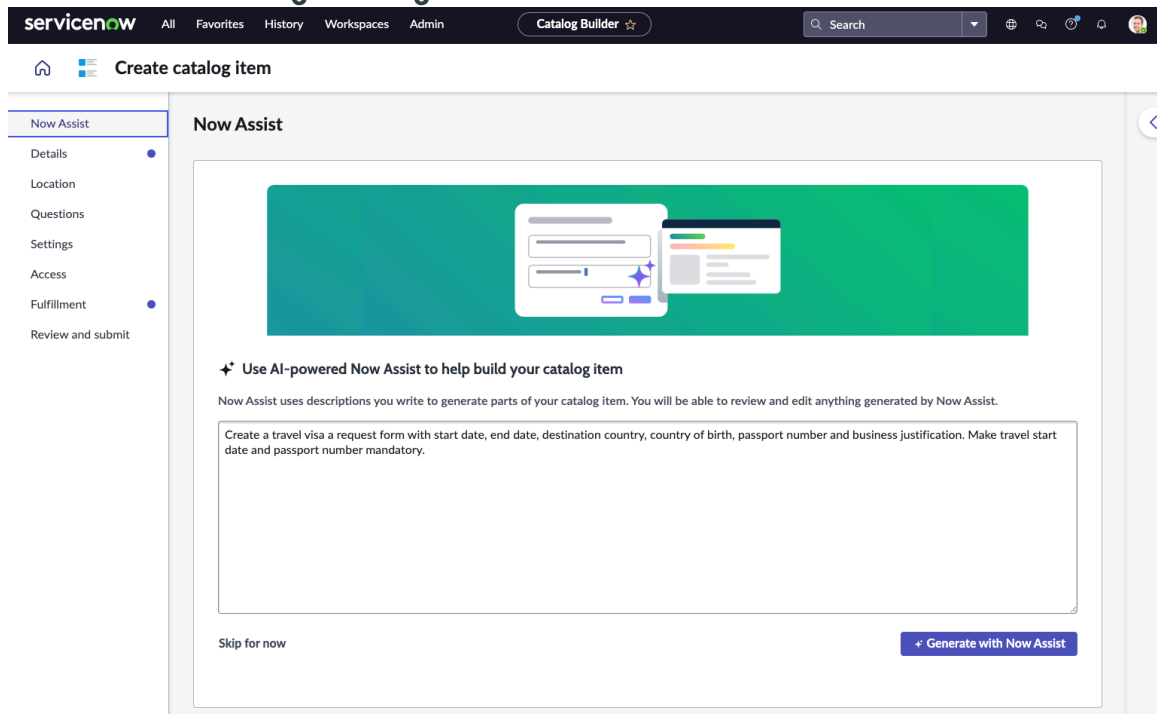 servicenow All Favorites History Workspaces Admin Catalog Builder ☆ Search
Create catalog item
Now Assist
Details
Location
Questions
Settings
Access
Fulfillment
Review and submit
Now Assist
Use AI-powered Now Assist to help build your catalog item
Now Assist uses descriptions you write to generate parts of your catalog item. You will be able to review and edit anything generated by Now Assist.
Create a travel visa a request form with start date, end date, destination country, country of birth, passport number and business justification. Make travel start
date and passport number mandatory.
Skip for now
Generate with Now Assist